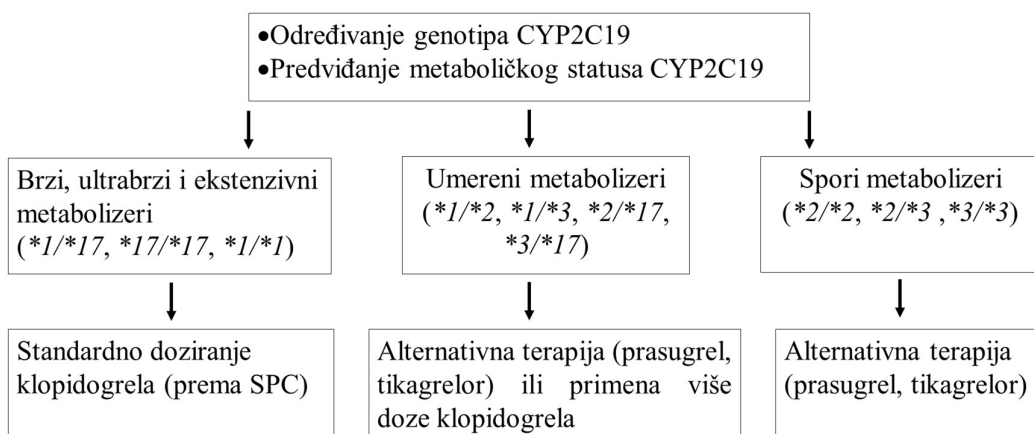 •Određivanje genotipa CYP2C19
•Predviđanje metaboličkog statusa CYP2C19
Brzi, ultrabrzi i ekstenzivni
metabolizeri
(*1/*17, *17/*17, *1/*1)
Umereni metabolizeri
(*1/*2, *1/*3, *2/*17,
*3/*17)
Spori metabolizeri
(*2/*2, *2/*3 ,*3/*3)
Standardno doziranje
klopidogrela (prema SPC)
Alternativna terapija (prasugrel,
tikagrelor) ili primena više
doze klopidogrela
Alternativna terapija
(prasugrel, tikagrelor)